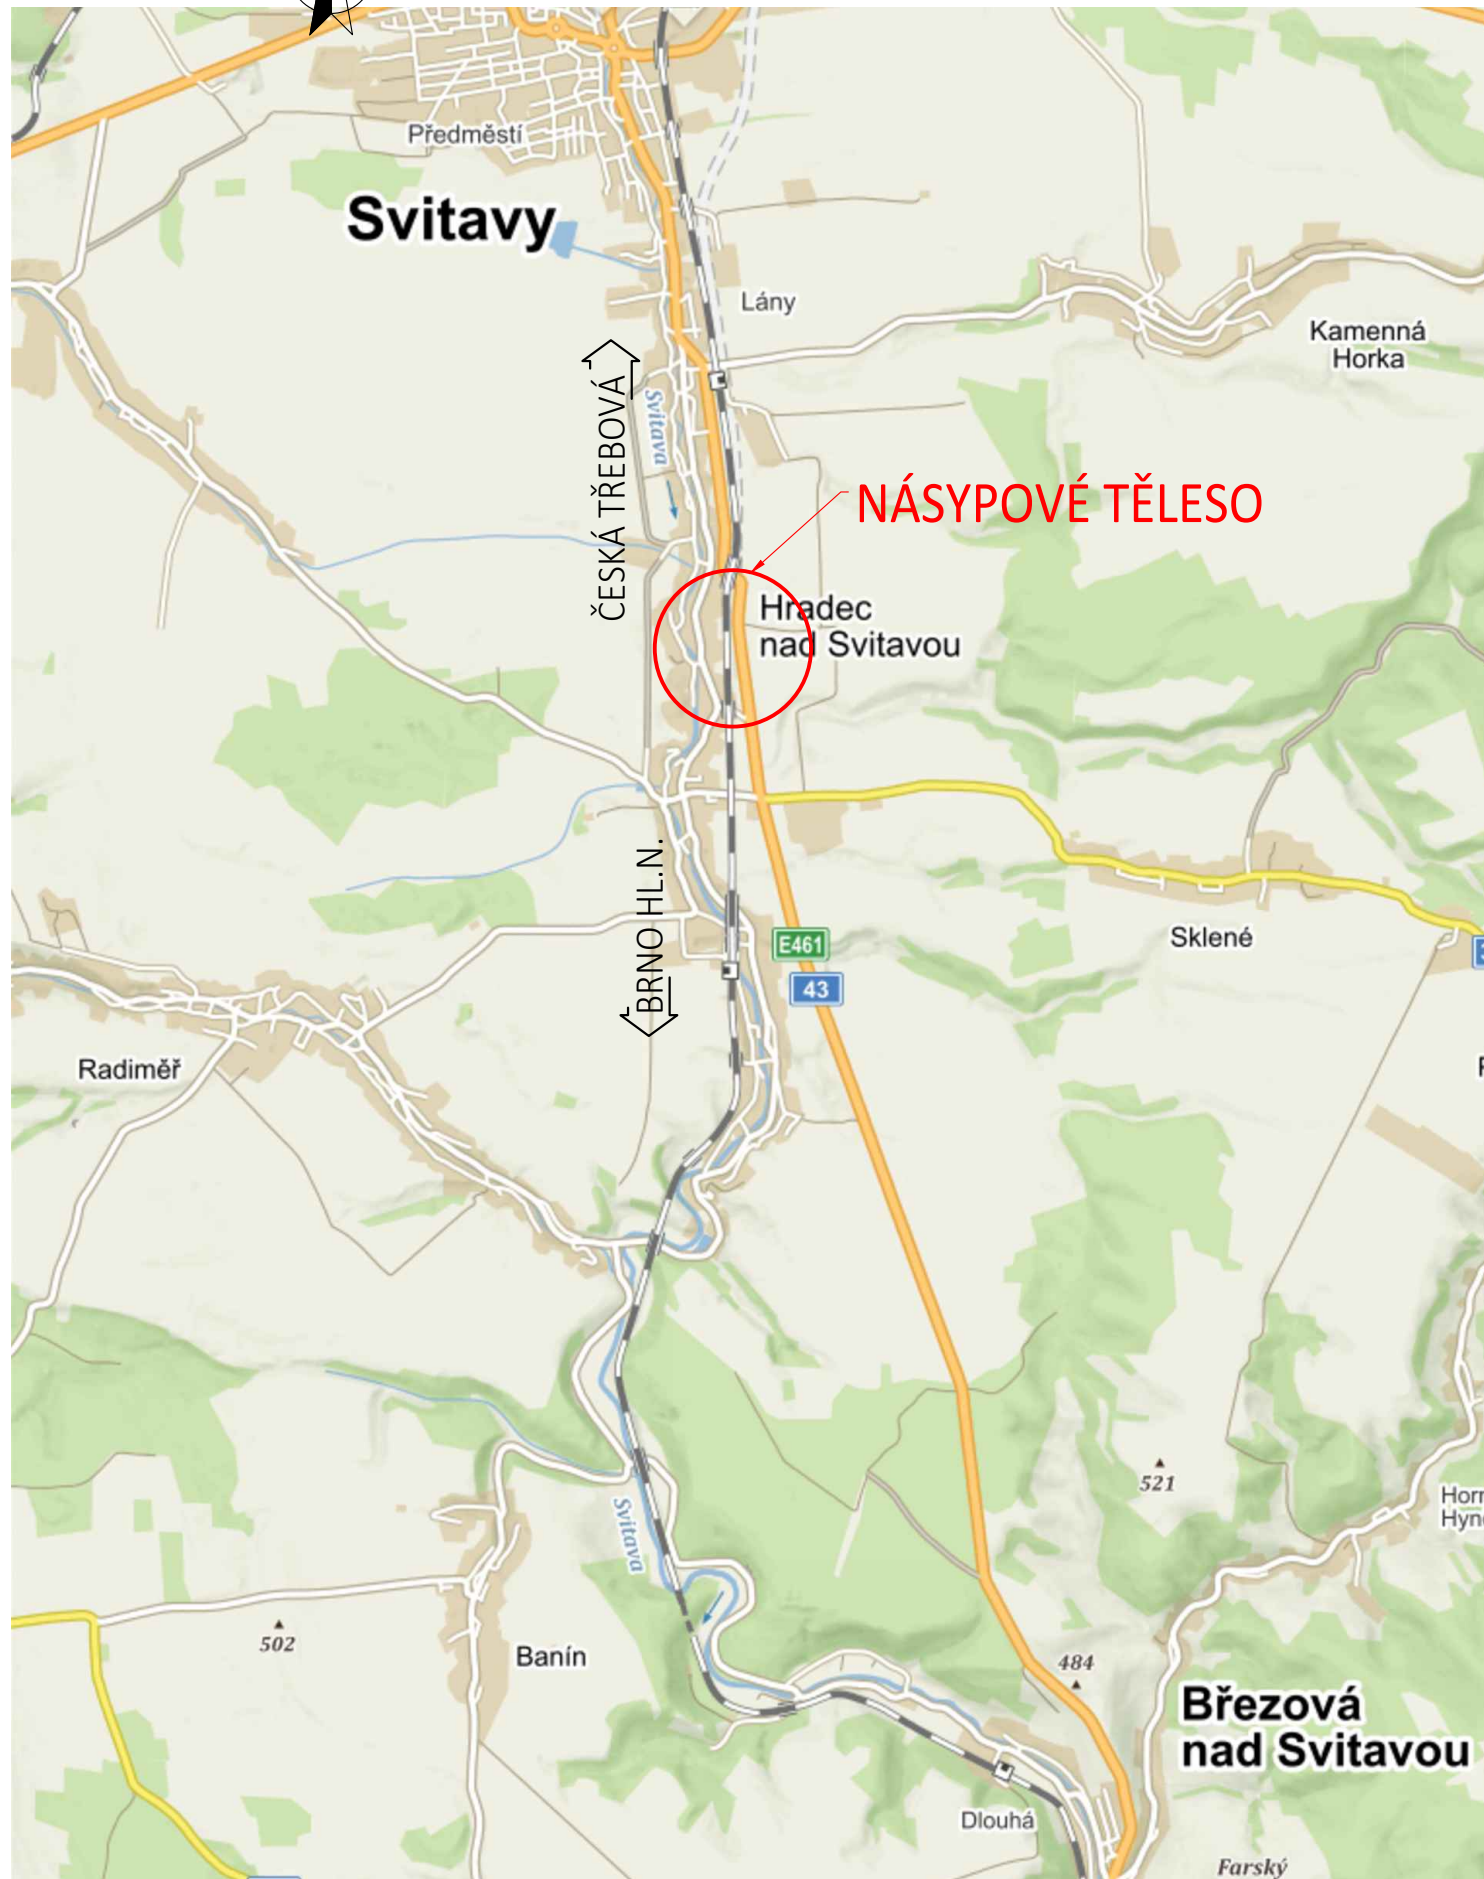 Předměstí
Svitavy
Lány
Kamenná
Horka
ČESKÁ TŘEBOVÁ
Svitava
NÁSYPOVÉ TĚLESO
Hradec
nad Svitavou
BRNO HL.N.
E461
43
Sklené
Radiměř
521
Svitava
502
Banín
484
Březová
nad Svitavou
Dlouhá
Farský